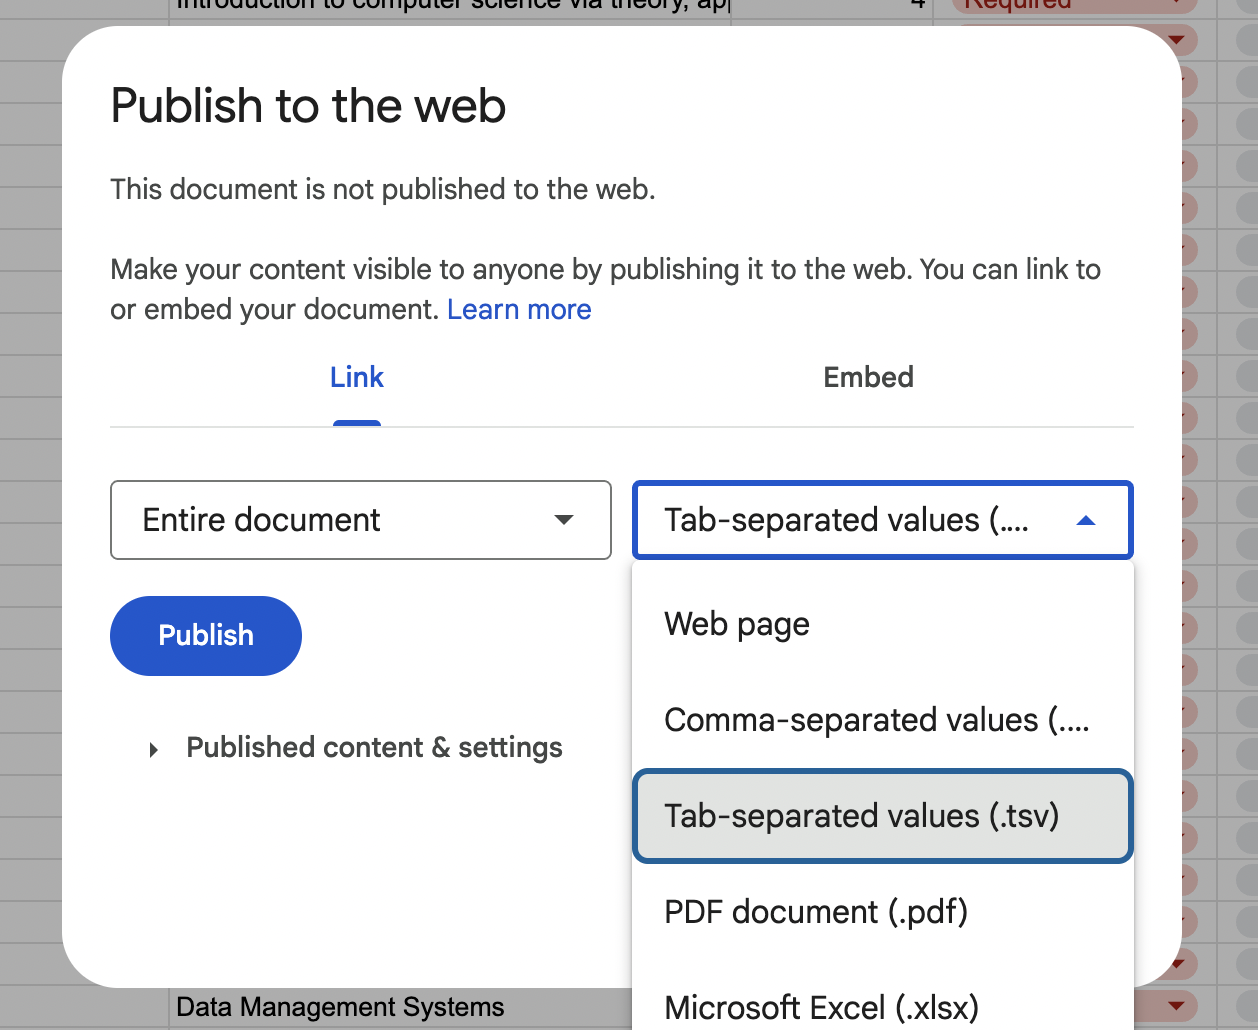 Introduction to computer science via theory, ap
4
Required
Publish to the web
This document is not published to the web.
Make your content visible to anyone by publishing it to the web. You can link to
or embed your document. Learn more
Link
Embed
Entire document
Tab-separated values (....
Publish
Web page
Comma-separated values (....
Published content & settings
Tab-separated values (.tsv)
PDF document (.pdf)
Microsoft Excel (.xlsx)
Data Management Systems